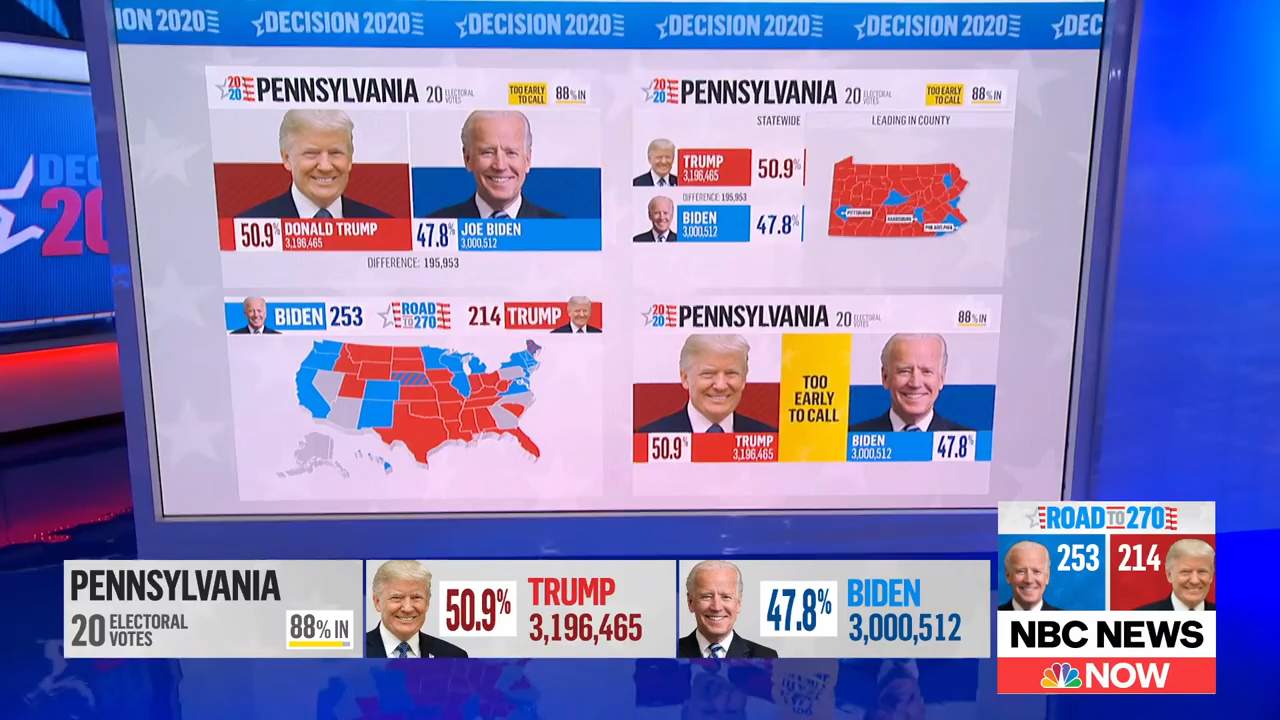 ION 2020
DECISION 2020
DECISION 2020
DECISION 2020
DECISION 2020
DEC
DEC
20
2020
PENNSYLVANIA
20 ELECTORAL VOTES
TOO EARLY TO CALL
88% IN
50.9%
DONALD TRUMP
3,196,465
47.8%
JOE BIDEN
3,000,512
DIFFERENCE: 195,953
2020
PENNSYLVANIA
20 ELECTORAL VOTES
TOO EARLY TO CALL
88% IN
STATEWIDE
LEADING IN COUNTY
TRUMP
3,196,465
50.9%
DIFFERENCE: 195,953
BIDEN
3,000,512
47.8%
PITTSBURGH
HARRISBURG
PHILADELPHIA
BIDEN 253
ROAD TO 270
214 TRUMP
2020
PENNSYLVANIA
20 ELECTORAL VOTES
88% IN
TOO
EARLY
TO CALL
50.9%
TRUMP
3,196,465
BIDEN
3,000,512
47.8%
PENNSYLVANIA
20 ELECTORAL
VOTES
88% IN
50.9%
TRUMP
3,196,465
47.8%
BIDEN
3,000,512
ROAD TO 270
253
214
NBC NEWS
NOW